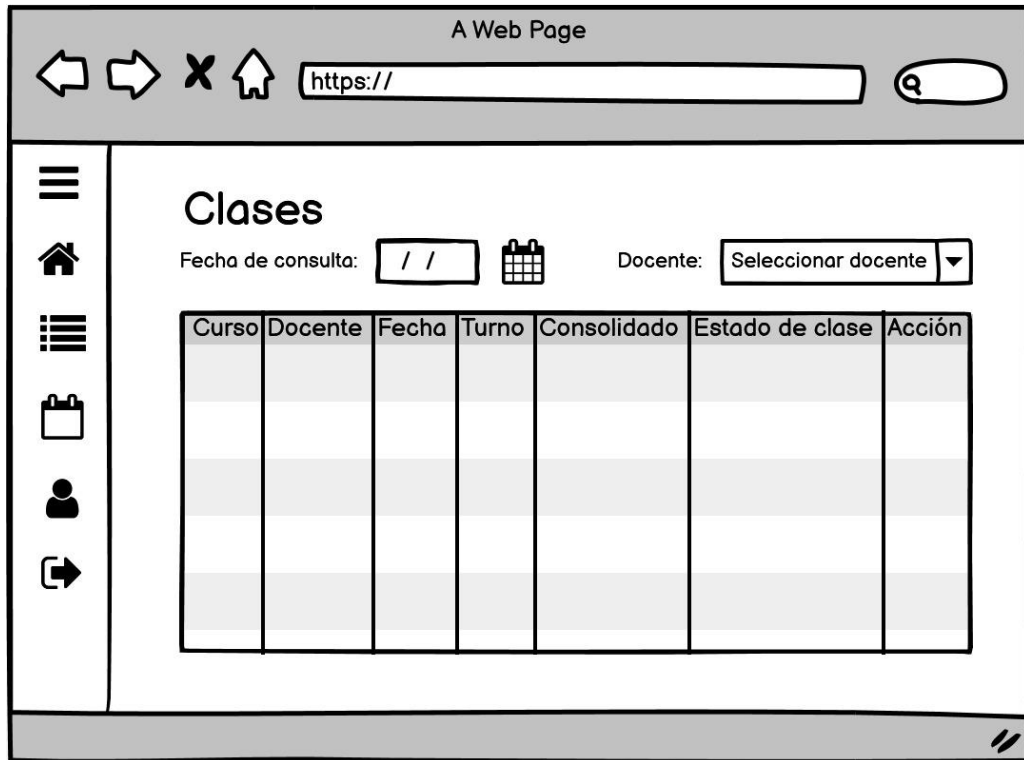 A Web Page
https://
Clases
Fecha de consulta: / / Docente: Seleccionar docente
Curso Docente Fecha Turno Consolidado Estado de clase Acción